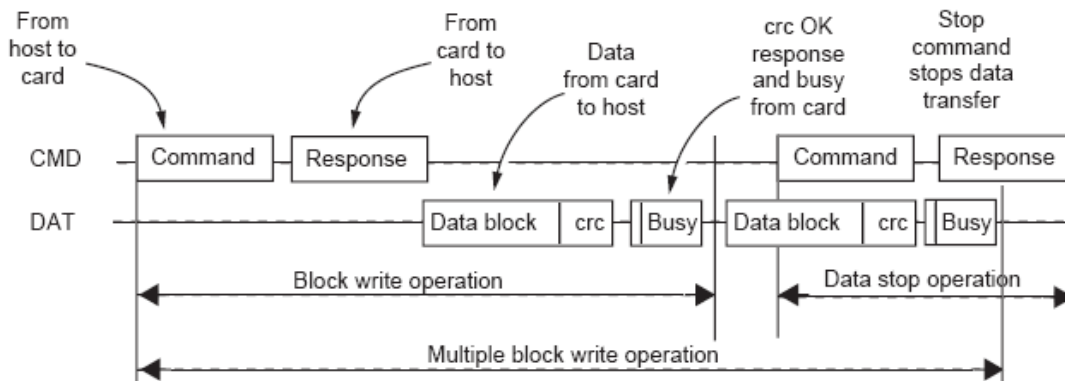 From
host to
card
From
card to
host
Data
from card
to host
crc OK
response
and busy
from card
Stop
command
stops data
transfer
CMD
Command
Response
Command
Response
DAT
Data block
crc
Busy
Data block
crc
Busy
Block write operation
Data stop operation
Multiple block write operation